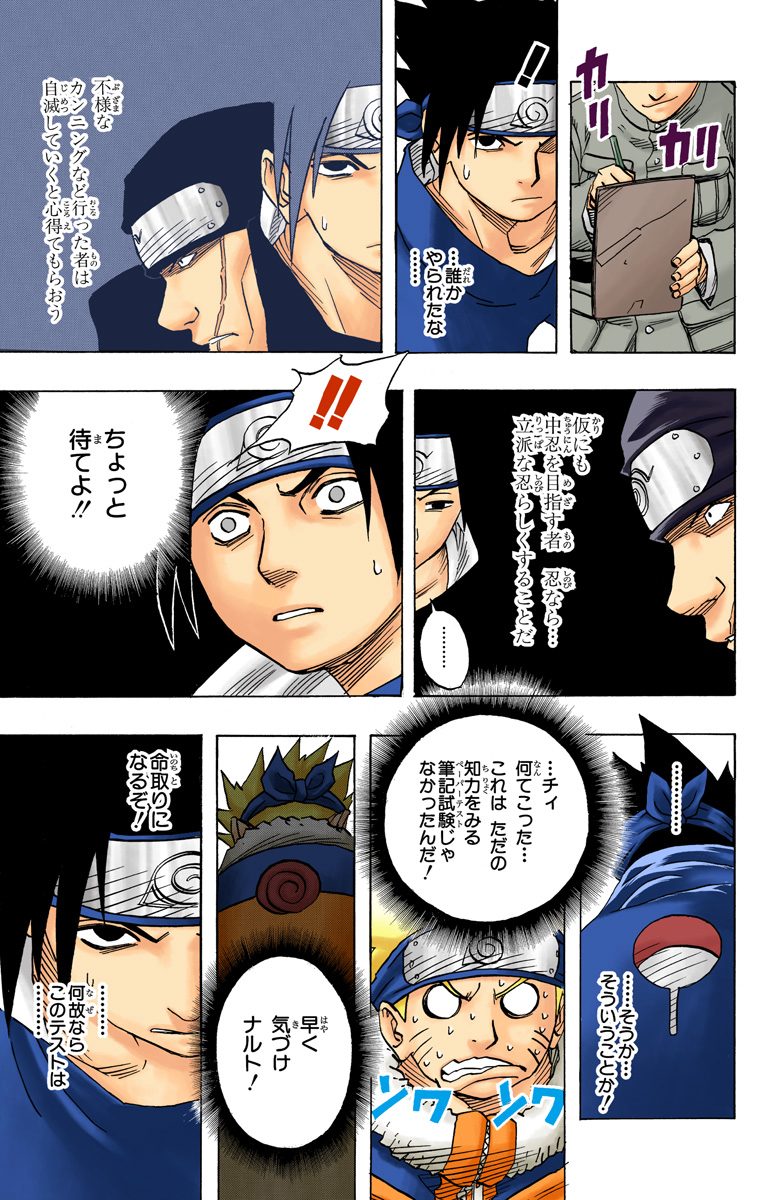 カリ
カリ
!
…誰か
やられたな
……
不様な
カンニングなど行った者は
自滅していくと心得てもらおう
仮にも
中忍を目指す者 忍なら…
立派な忍らしくすることだ
………
!!
ちょっと
待てよ!!
………
……そうか…
そういうことか!
…チィ
何てこった…
これは ただの
知力をみる
筆記試験じゃ
なかったんだ!
ソワ
ソワ
早く
気づけ
ナルト!
命取りに
なるぞ!
……
何故なら
このテストは
……